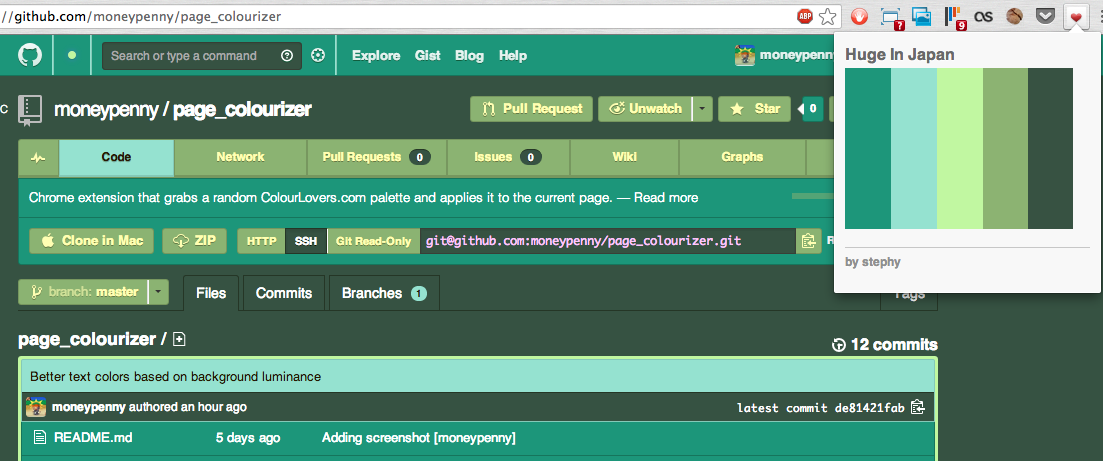 //github.com/moneypenny/page_colourizer
ABP
7
9
Search or type a command
Explore Gist Blog Help
moneypenny
Huge In Japan
by stephy
C
moneypenny / page_colourizer
Pull Request
Unwatch
Star
0
Code
Network
Pull Requests 0
Issues 0
Wiki
Graphs
Chrome extension that grabs a random ColourLovers.com palette and applies it to the current page. — Read more
Clone in Mac
ZIP
HTTP
SSH
Git Read-Only
git@github.com:moneypenny/page_colourizer.git
R
branch: master
Files
Commits
Branches 1
Tags
page_colourizer /
12 commits
Better text colors based on background luminance
moneypenny authored an hour ago
latest commit de81421fab
README.md 5 days ago Adding screenshot [moneypenny]